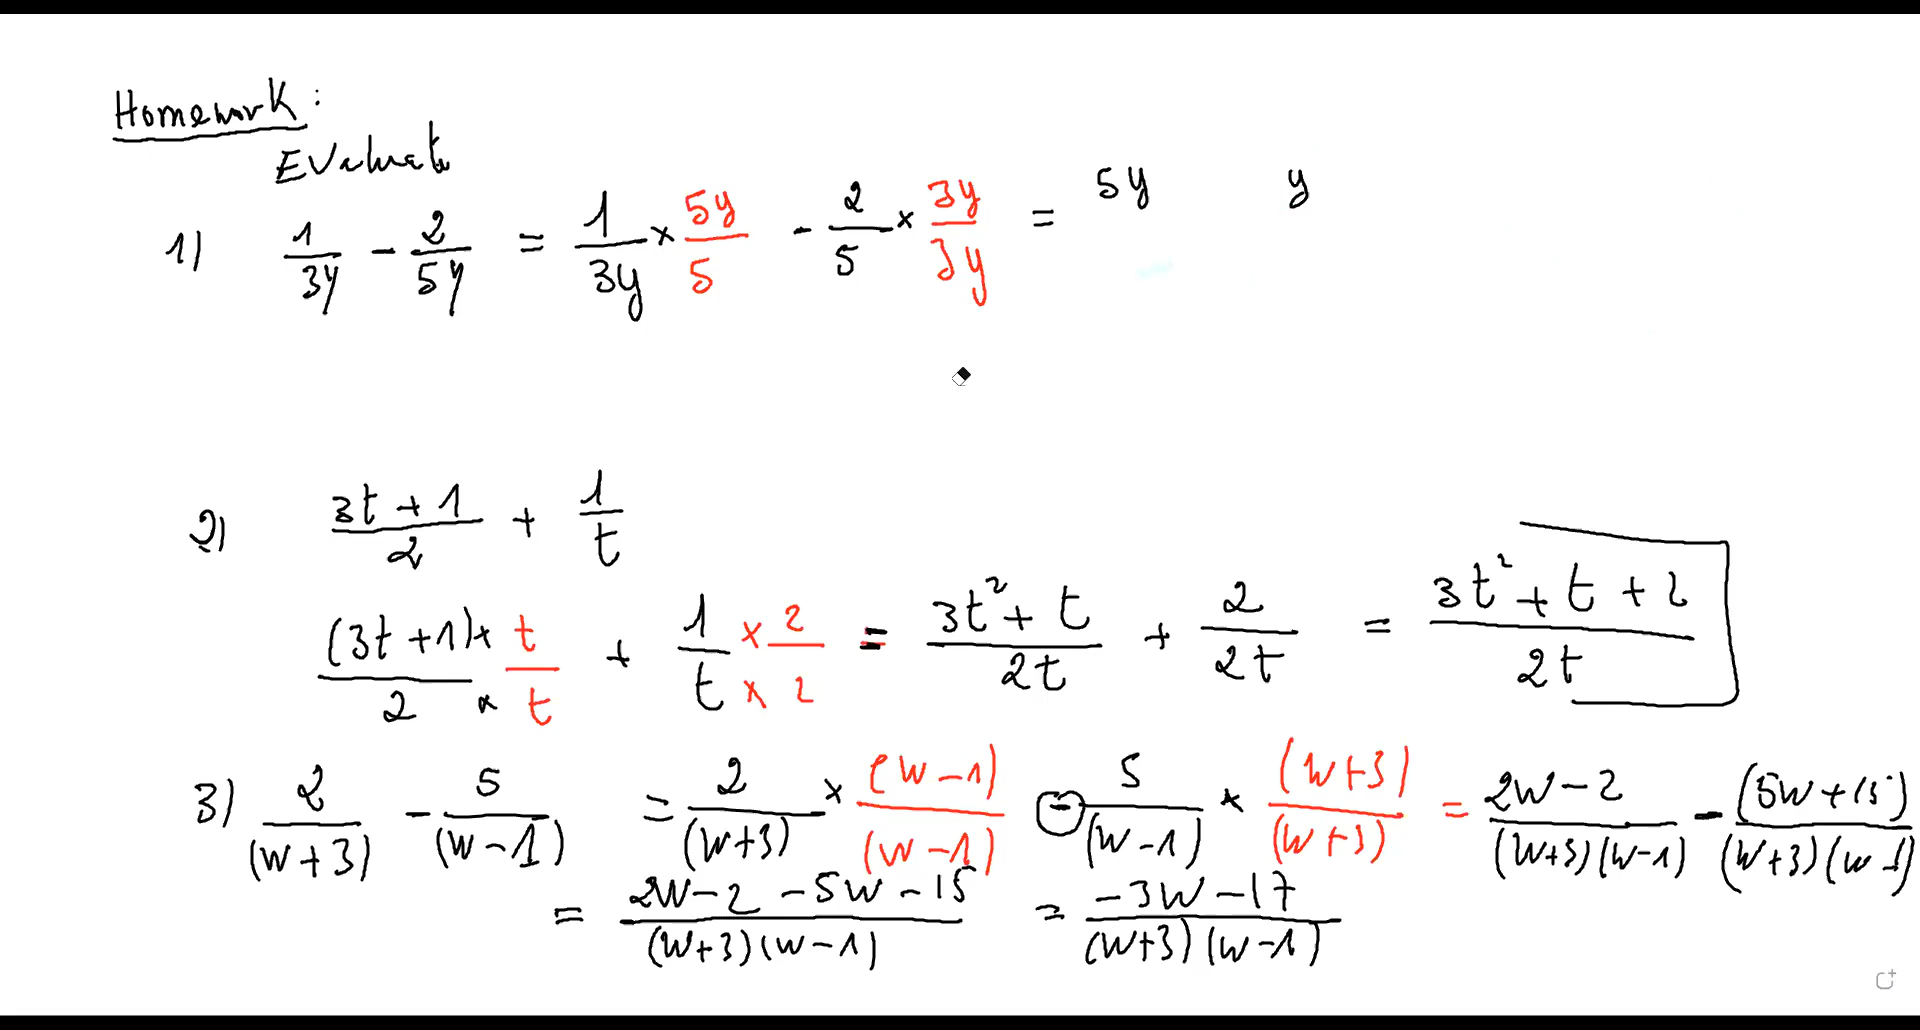 Homework:
Evaluate
1) 1/3y - 2/5y = 1/3y × 5y/5 - 2/5 × 3y/3y = 5y y
2) 3t+1/2 + 1/t
(3t+1)×t/2×t + 1×2/t×2 = 3t²+t/2t + 2/2t = 3t²+t+2/2t
3) 2/(w+3) - 5/(w-1) = 2/(w+3) × (w-1)/(w-1) - 5/(w-1) × (w+3)/(w+3) = 2w-2/(w+3)(w-1) - (5w+15)/(w+3)(w-1)
= 2w-2-5w-15/(w+3)(w-1) = -3w-17/(w+3)(w-1)